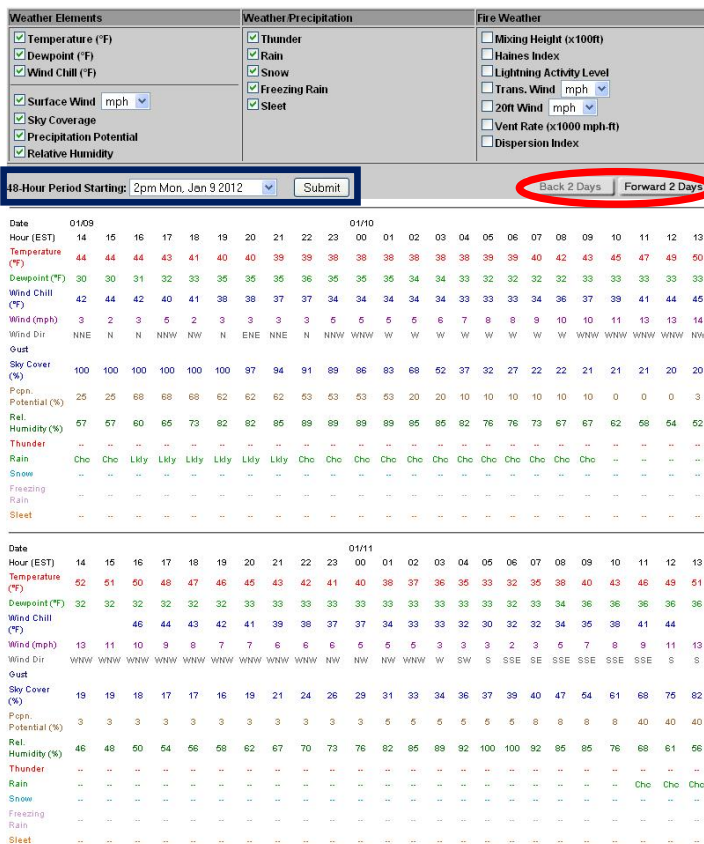 Weather Elements Weather/Precipitation Fire Weather
Temperature (°F) Thunder Mixing Height (x100ft)
Dewpoint (°F) Rain Haines Index
Wind Chill (°F) Snow Lightning Activity Level
Freezing Rain Trans. Wind mph
Surface Wind mph Sleet 20ft Wind mph
Sky Coverage Vent Rate (x1000 mph-ft)
Precipitation Potential Dispersion Index
Relative Humidity
48-Hour Period Starting: 2pm Mon, Jan 9 2012 Submit Back 2 Days Forward 2 Days
Date 01/09 01/10
Hour (EST) 14 15 16 17 18 19 20 21 22 23 00 01 02 03 04 05 06 07 08 09 10 11 12 13
Temperature (°F) 44 44 44 43 41 40 40 39 39 38 38 38 38 38 38 39 39 40 42 43 45 47 49 50
Dewpoint (°F) 30 30 31 32 33 35 35 35 36 35 35 35 34 34 33 32 32 32 32 33 33 33 33 33
Wind Chill (°F) 42 44 42 40 41 38 38 37 37 34 34 34 34 34 33 33 33 34 36 37 39 41 44 45
Wind (mph) 3 2 3 5 2 3 3 3 3 5 5 5 5 6 7 8 8 9 10 10 11 13 13 14
Wind Dir NNE N N NNW NW N ENE NNE N NNW WNW W W W W W W W W WNW WNW WNW WNW NW
Gust
Sky Cover (%) 100 100 100 100 100 100 97 94 91 89 86 83 68 52 37 32 27 22 22 21 21 21 20 20
Pcpn. Potential (%) 25 25 68 68 68 62 62 62 53 53 53 53 20 20 10 10 10 10 10 10 0 0 0 3
Rel. Humidity (%) 57 57 60 65 73 82 82 85 89 89 89 89 85 85 82 76 76 73 67 67 62 58 54 52
Thunder -- -- -- -- -- -- -- -- -- -- -- -- -- -- -- -- -- -- -- -- -- -- -- --
Rain Chc Chc Lkly Lkly Lkly Lkly Lkly Lkly Chc Chc Chc Chc Chc Chc Chc Chc Chc Chc Chc Chc -- -- -- --
Snow -- -- -- -- -- -- -- -- -- -- -- -- -- -- -- -- -- -- -- -- -- -- -- --
Freezing Rain -- -- -- -- -- -- -- -- -- -- -- -- -- -- -- -- -- -- -- -- -- -- -- --
Sleet -- -- -- -- -- -- -- -- -- -- -- -- -- -- -- -- -- -- -- -- -- -- -- --
Date 01/11
Hour (EST) 14 15 16 17 18 19 20 21 22 23 00 01 02 03 04 05 06 07 08 09 10 11 12 13
Temperature (°F) 52 51 50 48 47 46 45 43 42 41 40 38 37 36 35 33 32 35 38 40 43 46 49 51
Dewpoint (°F) 32 32 32 32 32 32 32 33 33 33 33 33 33 33 33 33 32 33 34 36 36 36 36 36
Wind Chill (°F) 46 44 43 42 41 39 38 37 37 34 33 33 32 30 32 32 34 35 38 41 44
Wind (mph) 13 11 10 9 8 7 7 6 6 6 6 5 5 5 3 3 3 2 3 5 7 8 9 11 13
Wind Dir WNW WNW WNW WNW WNW WNW WNW WNW WNW NW NW NW WNW W SW S SSE SE SSE SSE SSE SSE S S
Gust
Sky Cover (%) 19 19 18 17 17 16 19 21 24 26 29 31 33 34 36 37 39 40 47 54 61 68 75 82
Pcpn. Potential (%) 3 3 3 3 3 3 3 3 3 3 3 5 5 5 5 5 5 8 8 8 8 40 40 40
Rel. Humidity (%) 46 48 50 54 56 58 62 67 70 73 76 82 85 89 92 100 100 92 85 85 76 68 61 56
Thunder -- -- -- -- -- -- -- -- -- -- -- -- -- -- -- -- -- -- -- -- -- -- -- --
Rain -- -- -- -- -- -- -- -- -- -- -- -- -- -- -- -- -- -- -- -- -- Chc Chc Chc
Snow -- -- -- -- -- -- -- -- -- -- -- -- -- -- -- -- -- -- -- -- -- -- -- --
Freezing Rain -- -- -- -- -- -- -- -- -- -- -- -- -- -- -- -- -- -- -- -- -- -- -- --
Sleet -- -- -- -- -- -- -- -- -- -- -- -- -- -- -- -- -- -- -- -- -- -- -- --